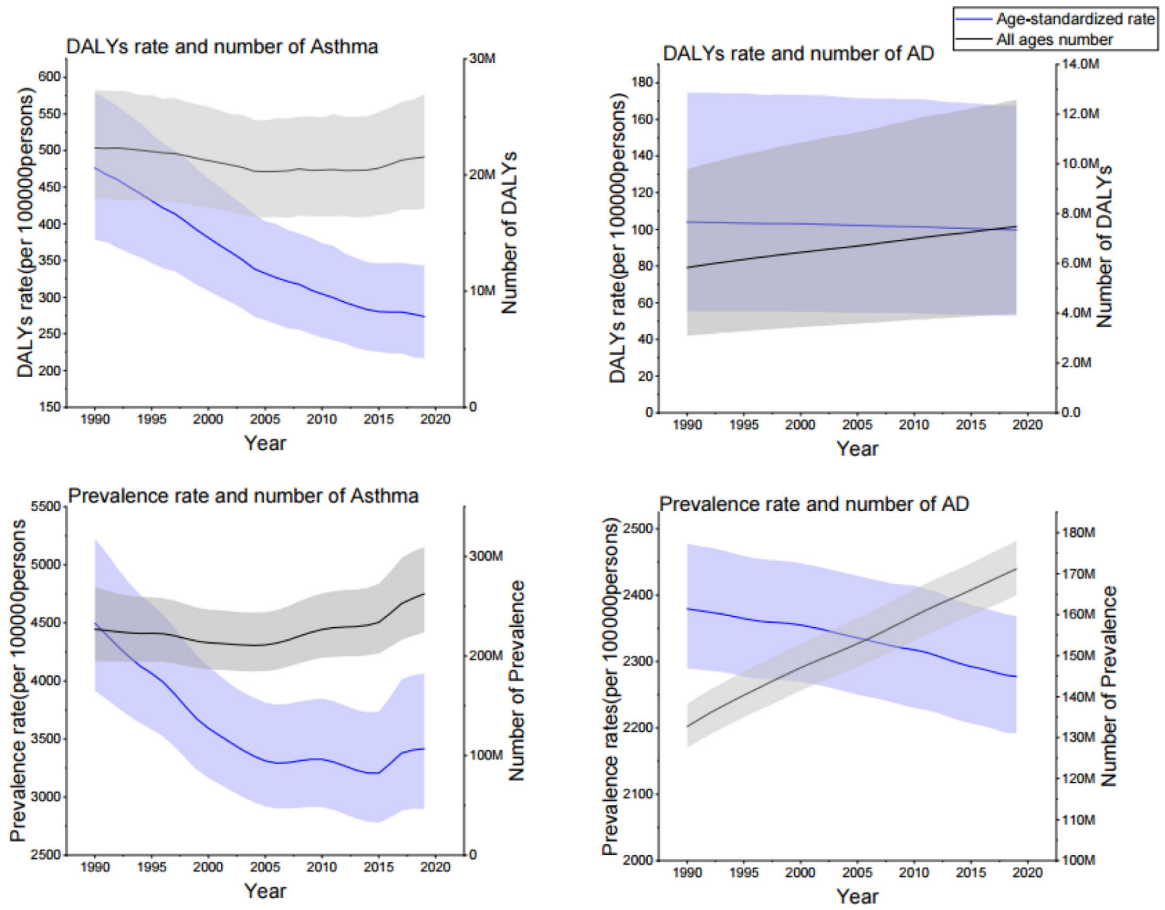 Age-standardized rate
All ages number
DALYs rate and number of Asthma
600
550
500
450
400
350
300
250
200
150
DALYs rate(per 100000persons)
30M
20M
10M
0
Number of DALYs
1990 1995 2000 2005 2010 2015 2020
Year
DALYs rate and number of AD
180
160
140
120
100
80
60
40
20
0
DALYs rate(per 100000persons)
14.0M
12.0M
10.0M
8.0M
6.0M
4.0M
2.0M
0.0
Number of DALYs
1990 1995 2000 2005 2010 2015 2020
Year
Prevalence rate and number of Asthma
5500
5000
4500
4000
3500
3000
2500
Prevalence rate(per 100000persons
300M
200M
100M
0
Number of Prevalence
1990 1995 2000 2005 2010 2015 2020
Year
Prevalence rate and number of AD
2500
2400
2300
2200
2100
2000
Prevalence rates(per 100000persons)
180M
170M
160M
150M
140M
130M
120M
110M
100M
Number of Prevalence
1990 1995 2000 2005 2010 2015 2020
Year